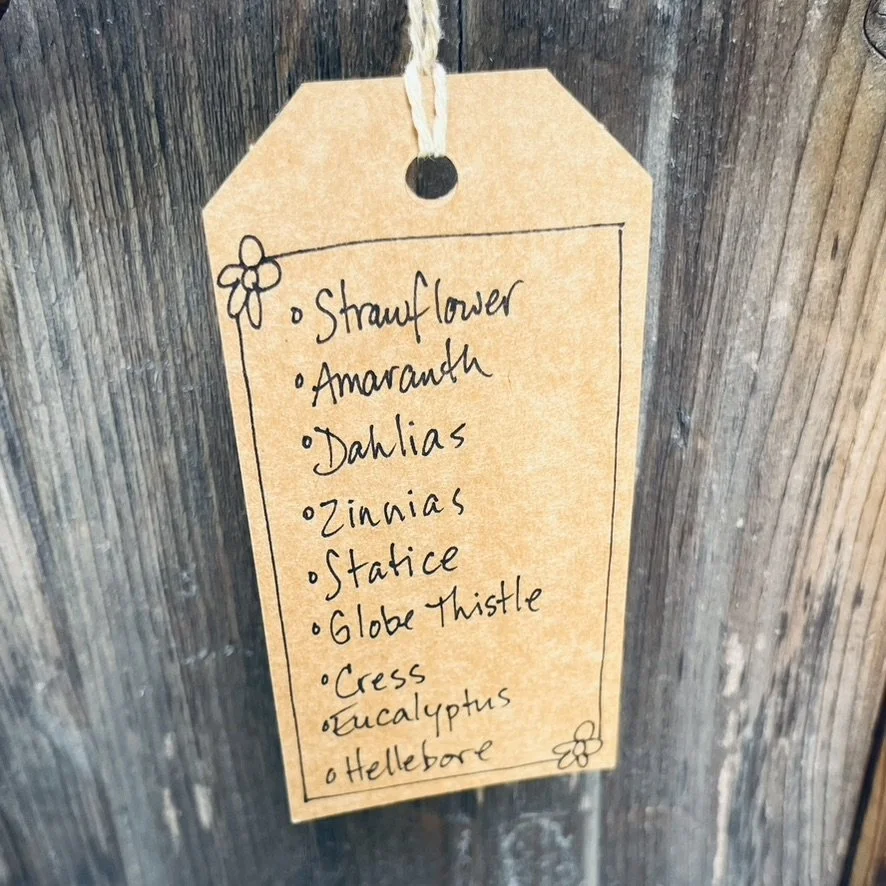 • Strawflower
• Amaranth
• Dahlias
• Zinnias
• Statice
• Globe Thistle
• Cress
• Eucalyptus
• Hellebore